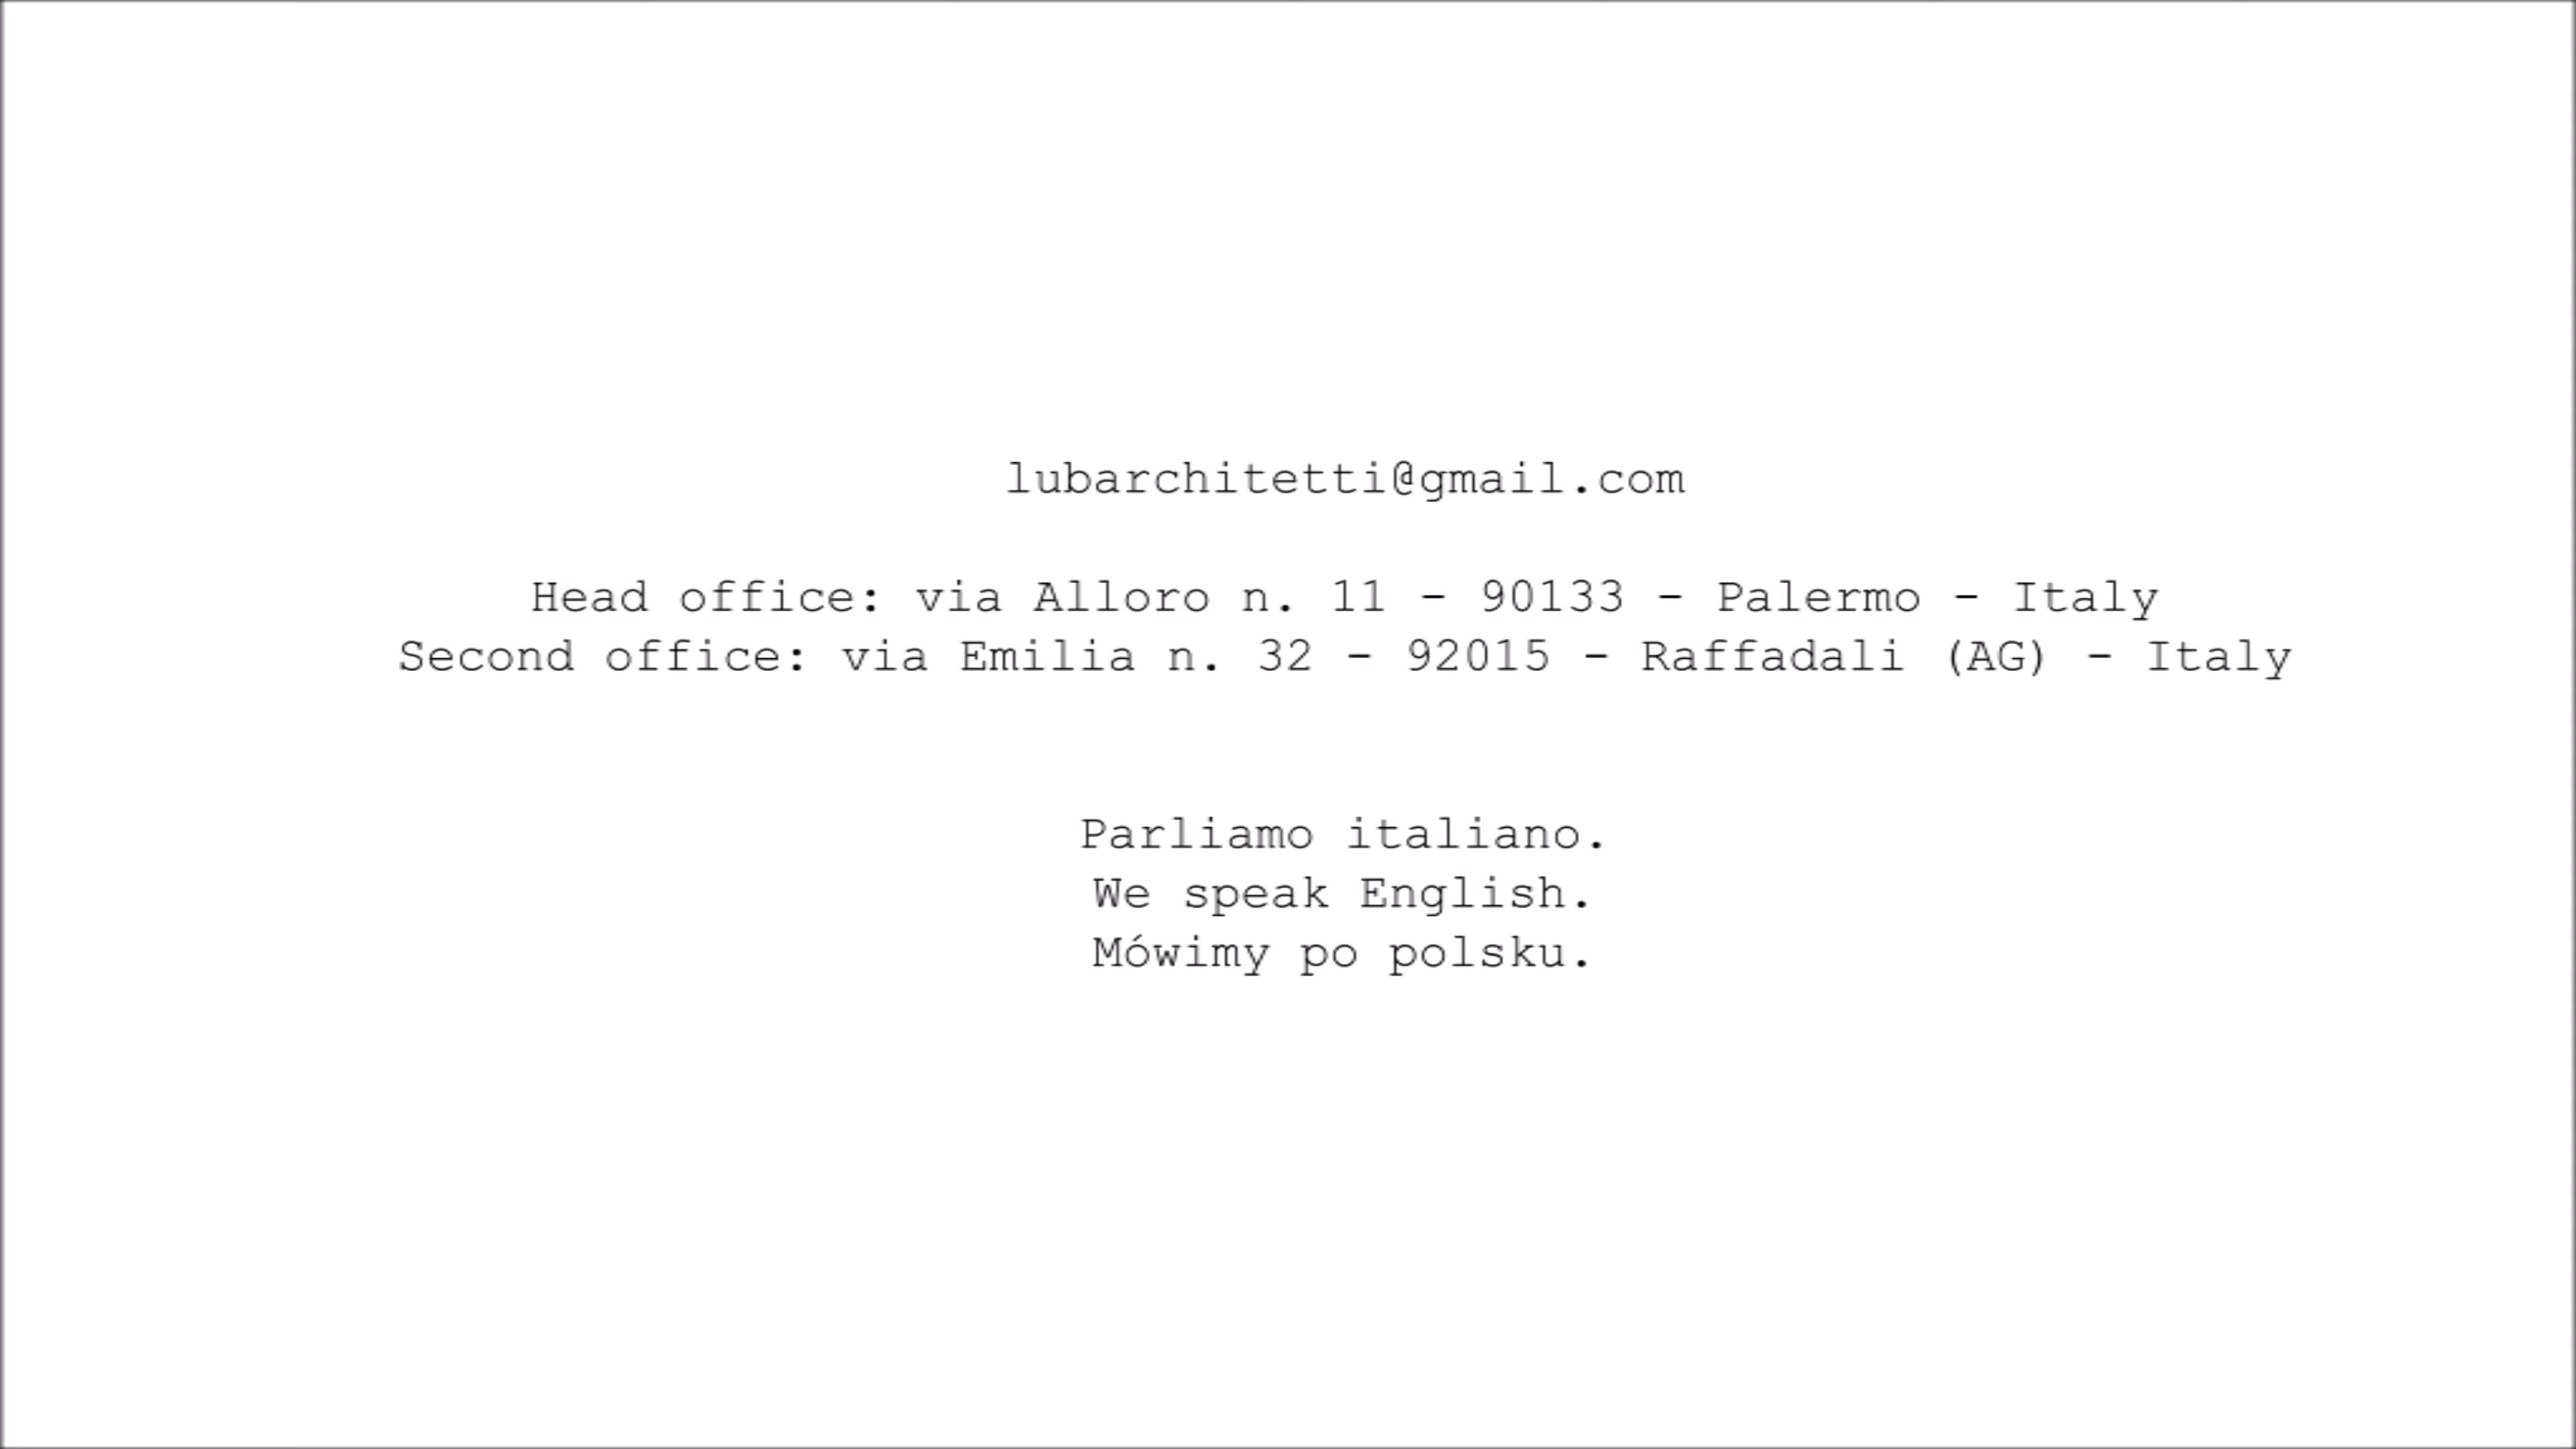 lubarchitetti@gmail.com
Head office: via Alloro n. 11 - 90133 - Palermo - Italy
Second office: via Emilia n. 32 - 92015 - Raffadali (AG) - Italy
Parliamo italiano.
We speak English.
Mówimy po polsku.